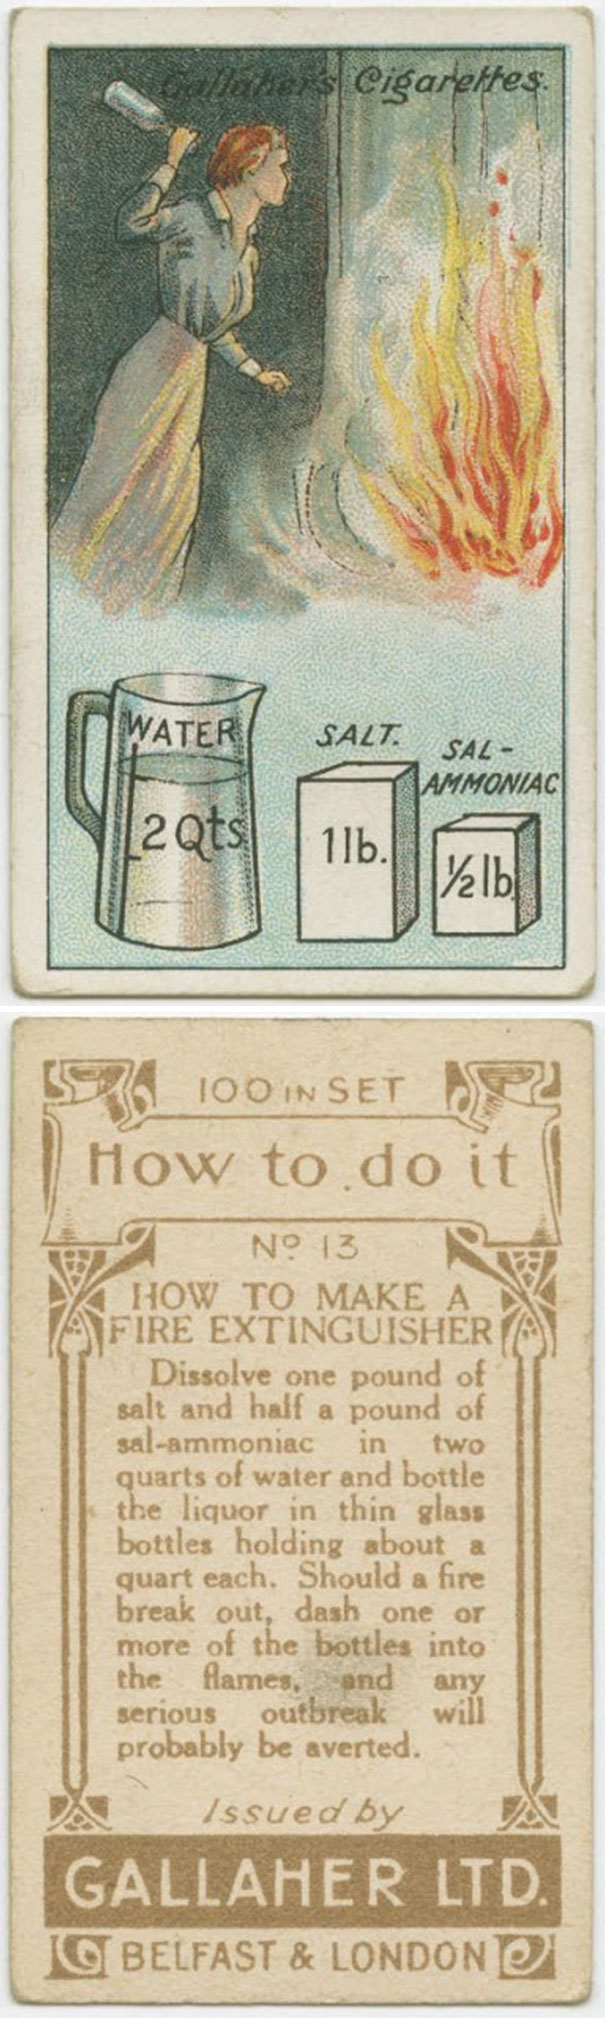 Gallaher's Cigarettes.
WATER
2 Qts
SALT.
1 lb.
SAL-
AMMONIAC
½ lb
100 IN SET
How to do it
Nº 13
HOW TO MAKE A
FIRE EXTINGUISHER
Dissolve one pound of
salt and half a pound of
sal-ammoniac in two
quarts of water and bottle
the liquor in thin glass
bottles holding about a
quart each. Should a fire
break out, dash one or
more of the bottles into
the flames, and any
serious outbreak will
probably be averted.
Issued by
GALLAHER LTD.
BELFAST & LONDON